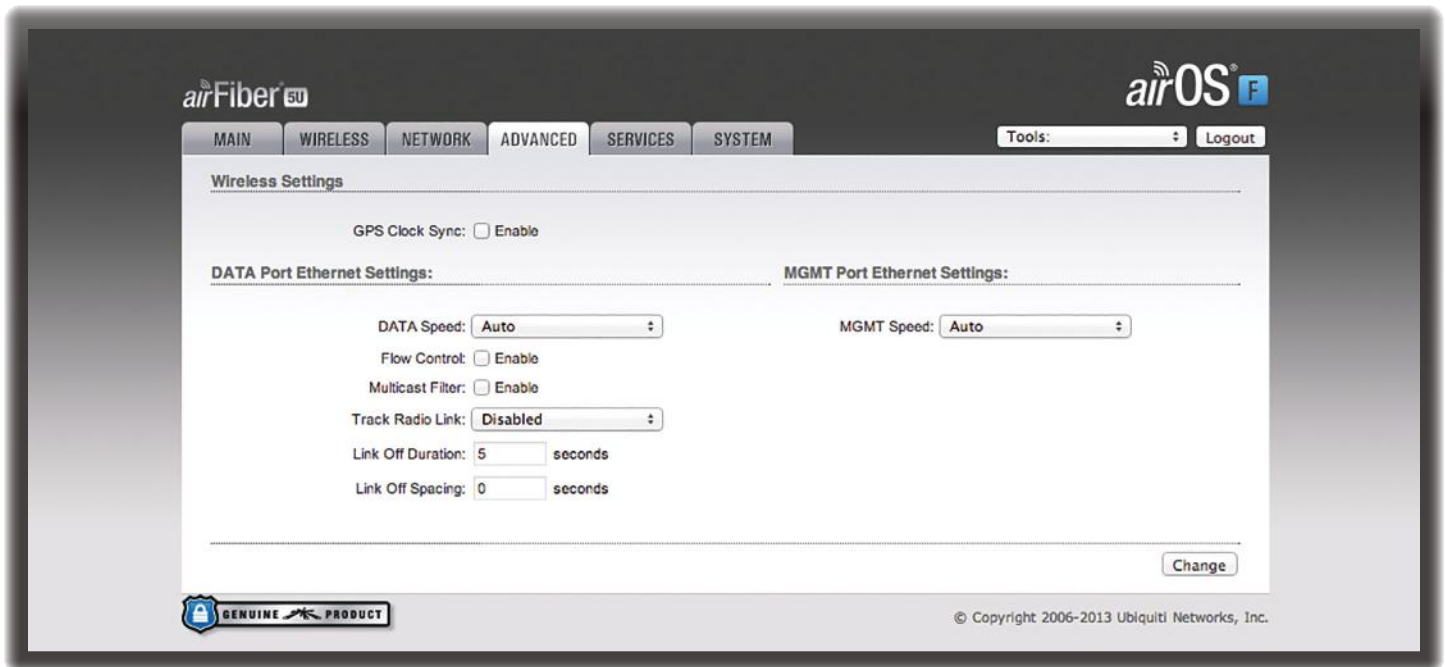 airFiber® 5U
airOS® F
MAIN WIRELESS NETWORK ADVANCED SERVICES SYSTEM Tools: Logout
Wireless Settings
GPS Clock Sync: Enable
DATA Port Ethernet Settings: MGMT Port Ethernet Settings:
DATA Speed: Auto MGMT Speed: Auto
Flow Control: Enable
Multicast Filter: Enable
Track Radio Link: Disabled
Link Off Duration: 5 seconds
Link Off Spacing: 0 seconds
Change
GENUINE PRODUCT © Copyright 2006-2013 Ubiquiti Networks, Inc.